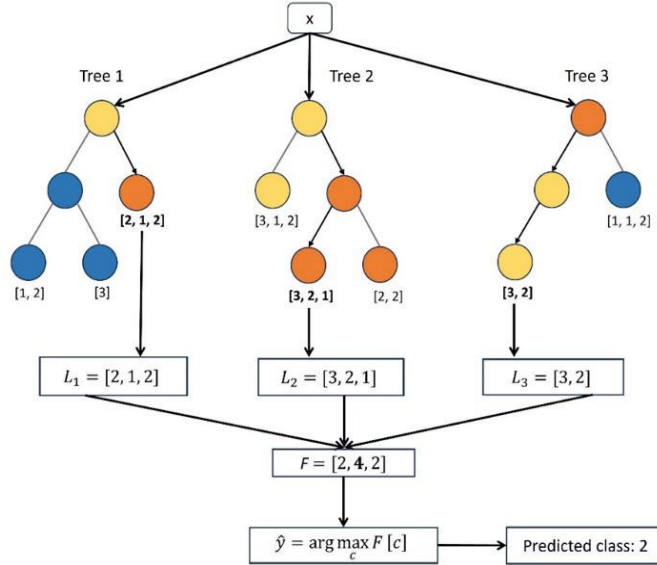 x
Tree 1
Tree 2
Tree 3
[2, 1, 2]
[3, 1, 2]
[1, 1, 2]
[1, 2]
[3]
[3, 2, 1]
[2, 2]
[3, 2]
L₁ = [2, 1, 2]
L₂ = [3, 2, 1]
L₃ = [3, 2]
F = [2, 4, 2]
ŷ = arg max F [c]
c
Predicted class: 2